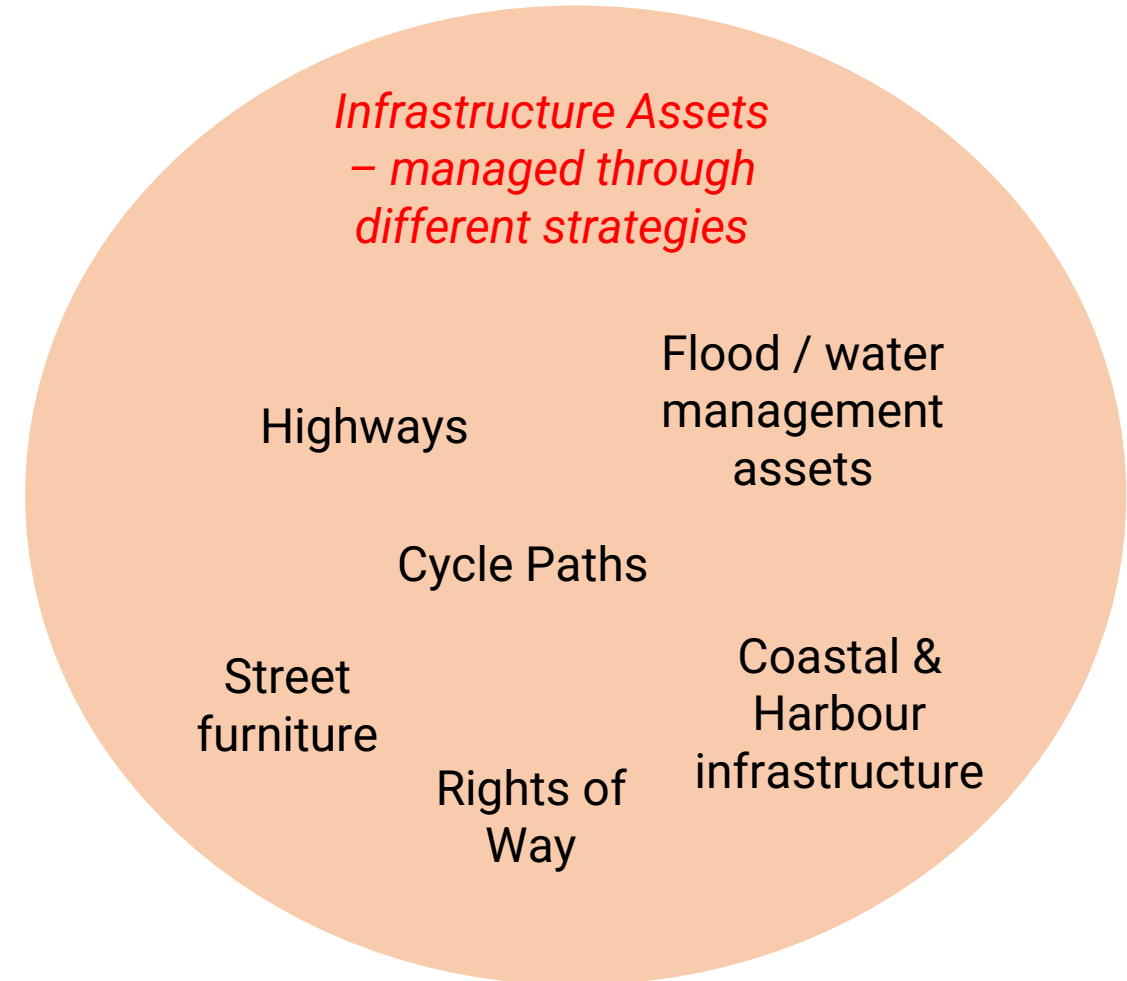 Infrastructure Assets
– managed through
different strategies
Flood / water
management
assets
Highways
Cycle Paths
Street
furniture
Coastal &
Harbour
infrastructure
Rights of
Way